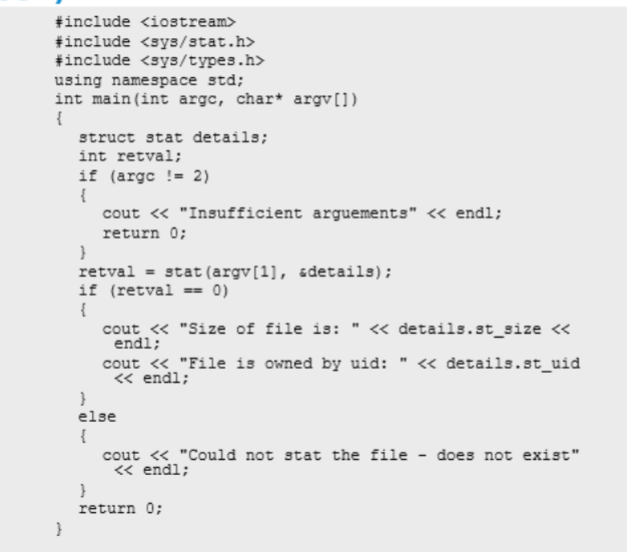 #include <iostream>
#include <sys/stat.h>
#include <sys/types.h>
using namespace std;
int main(int argc, char* argv[])
{
struct stat details;
int retval;
if (argc != 2)
{
cout << "Insufficient arguements" << endl;
return 0;
}
retval = stat(argv[1], &details);
if (retval == 0)
{
cout << "Size of file is: " << details.st_size <<
endl;
cout << "File is owned by uid: " << details.st_uid
<< endl;
}
else
{
cout << "Could not stat the file - does not exist"
<< endl;
}
return 0;
}